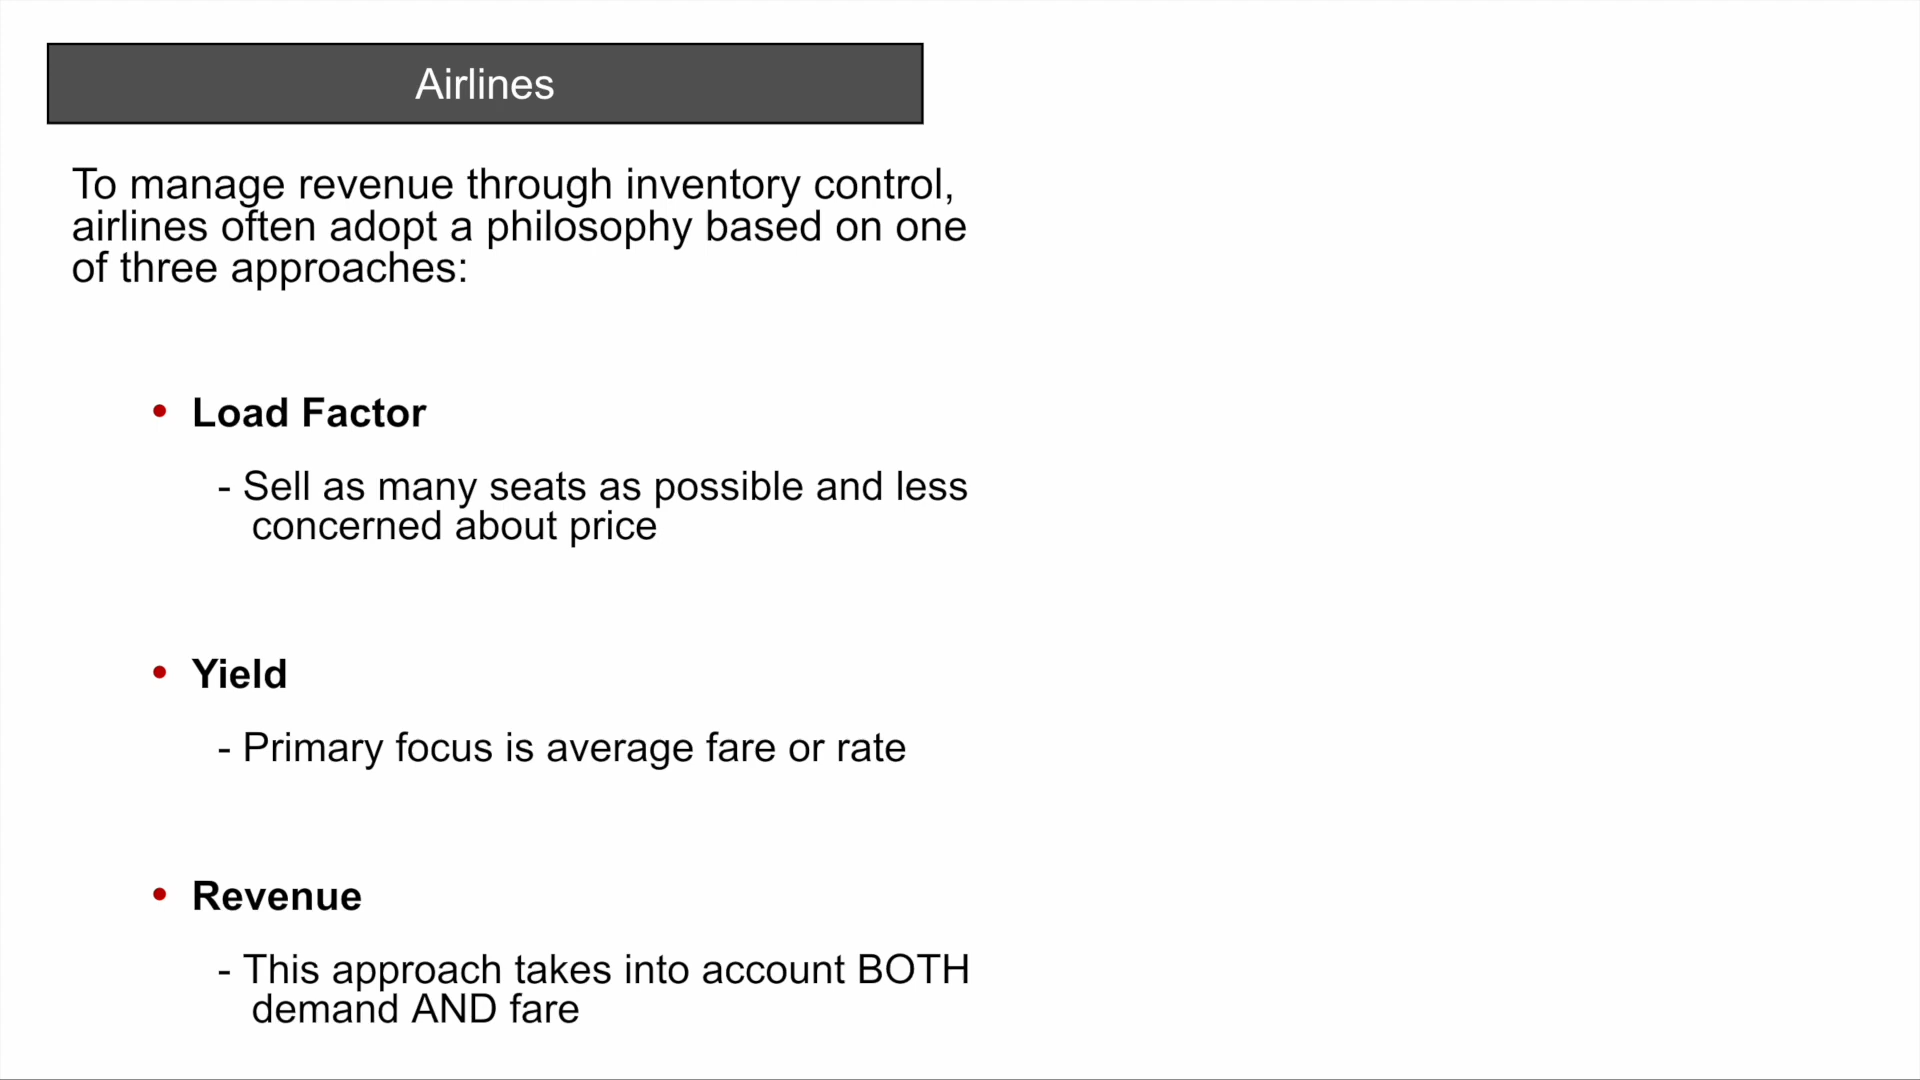 Airlines
To manage revenue through inventory control,
airlines often adopt a philosophy based on one
of three approaches:
• Load Factor
- Sell as many seats as possible and less
concerned about price
• Yield
- Primary focus is average fare or rate
• Revenue
- This approach takes into account BOTH
demand AND fare